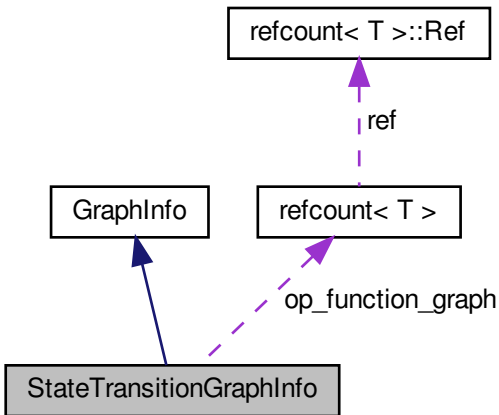 refcount< T >::Ref
ref
GraphInfo
refcount< T >
op_function_graph
StateTransitionGraphInfo